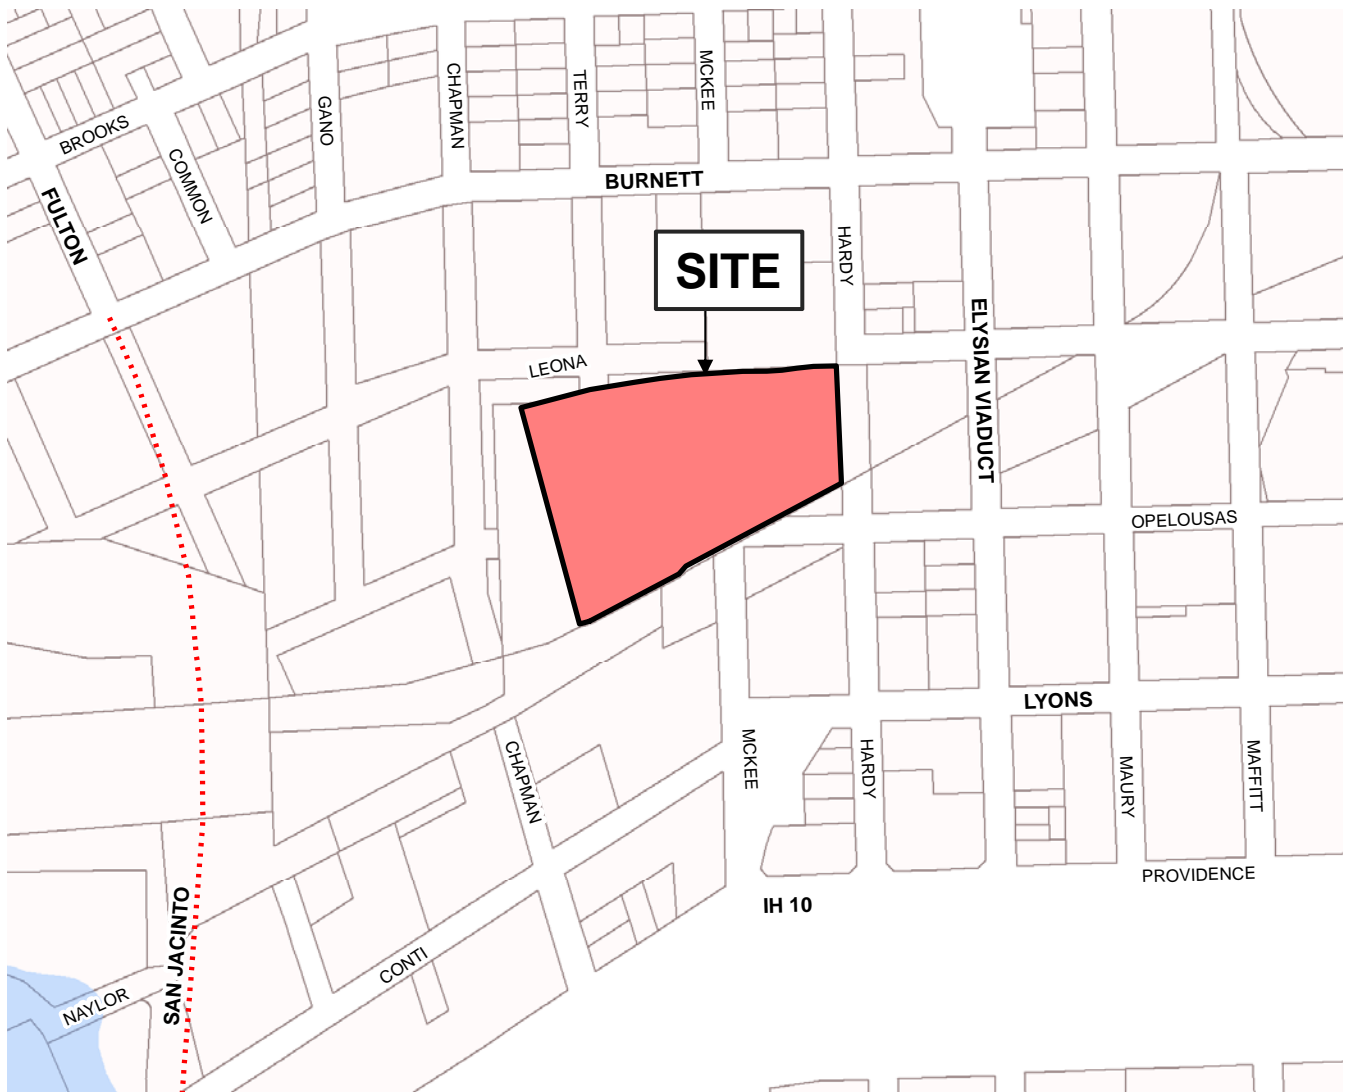 MCKEE
CHAPMAN
TERRY
GANO
BROOKS
COMMON
BURNETT
FULTON
HARDY
SITE
ELYSIAN VIADUCT
LEONA
OPELOUSAS
LYONS
MCKEE
CHAPMAN
HARDY
MAURY
MAFFITT
PROVIDENCE
IH 10
SAN JACINTO
CONTI
NAYLOR